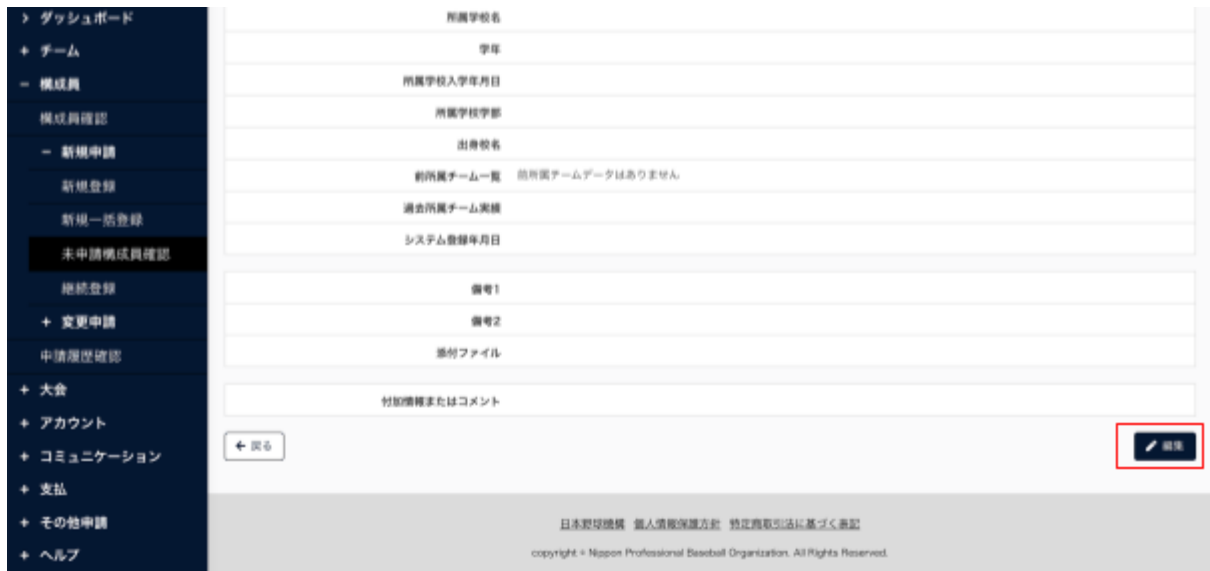 ダッシュボード
チーム
構成員
構成員確認
新規申請
新規登録
新規一括登録
未申請構成員確認
継続登録
変更申請
申請履歴確認
大会
アカウント
コミュニケーション
支払
その他申請
ヘルプ
所属学校名
学年
所属学校入学年月日
所属学校学部
出身校名
前所属チーム一覧 前所属チームデータはありません
過去所属チーム実績
システム登録年月日
備考1
備考2
添付ファイル
付加情報またはコメント
戻る
編集
日本野球機構 個人情報保護方針 特定商取引法に基づく表記
copyright © Nippon Professional Baseball Organization. All Rights Reserved.